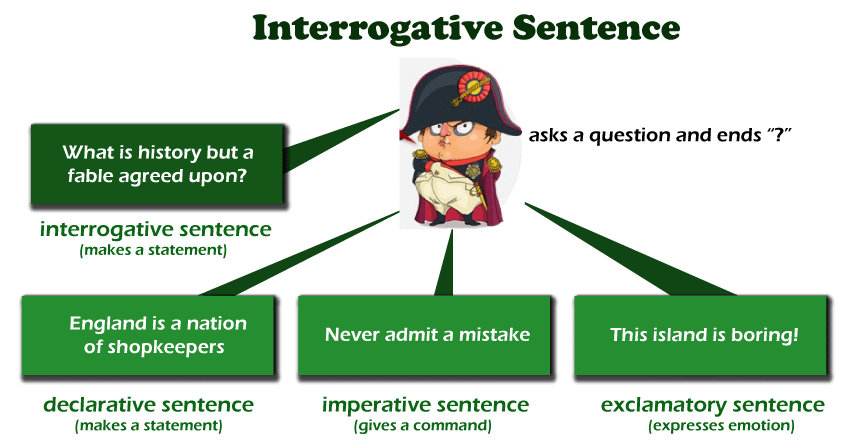 Interrogative Sentence
asks a question and ends “?”
What is history but a
fable agreed upon?
interrogative sentence
(makes a statement)
England is a nation
of shopkeepers
declarative sentence
(makes a statement)
Never admit a mistake
imperative sentence
(gives a command)
This island is boring!
exclamatory sentence
(expresses emotion)